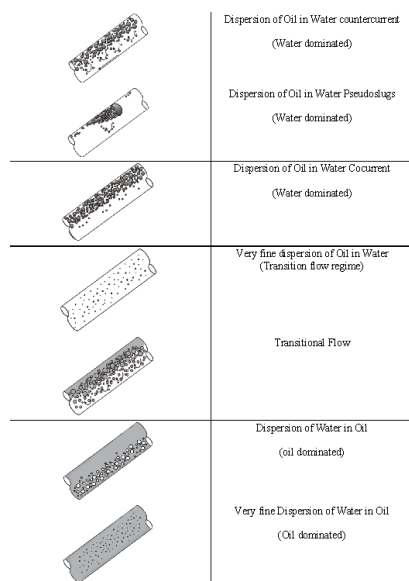 Dispersion of Oil in Water countercurrent
(Water dominated)
Dispersion of Oil in Water Pseudoslugs
(Water dominated)
Dispersion of Oil in Water Cocurrent
(Water dominated)
Very fine dispersion of Oil in Water
(Transition flow regime)
Transitional Flow
Dispersion of Water in Oil
(oil dominated)
Very fine Dispersion of Water in Oil
(Oil dominated)